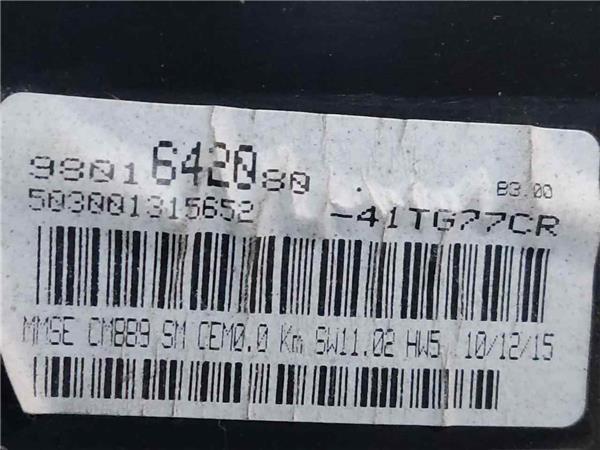 9801642080 B3.00
503001315652 -41TG77CR
MMSE CM889 SM CEM0.0 Km SW11.02 HW5 10/12/15